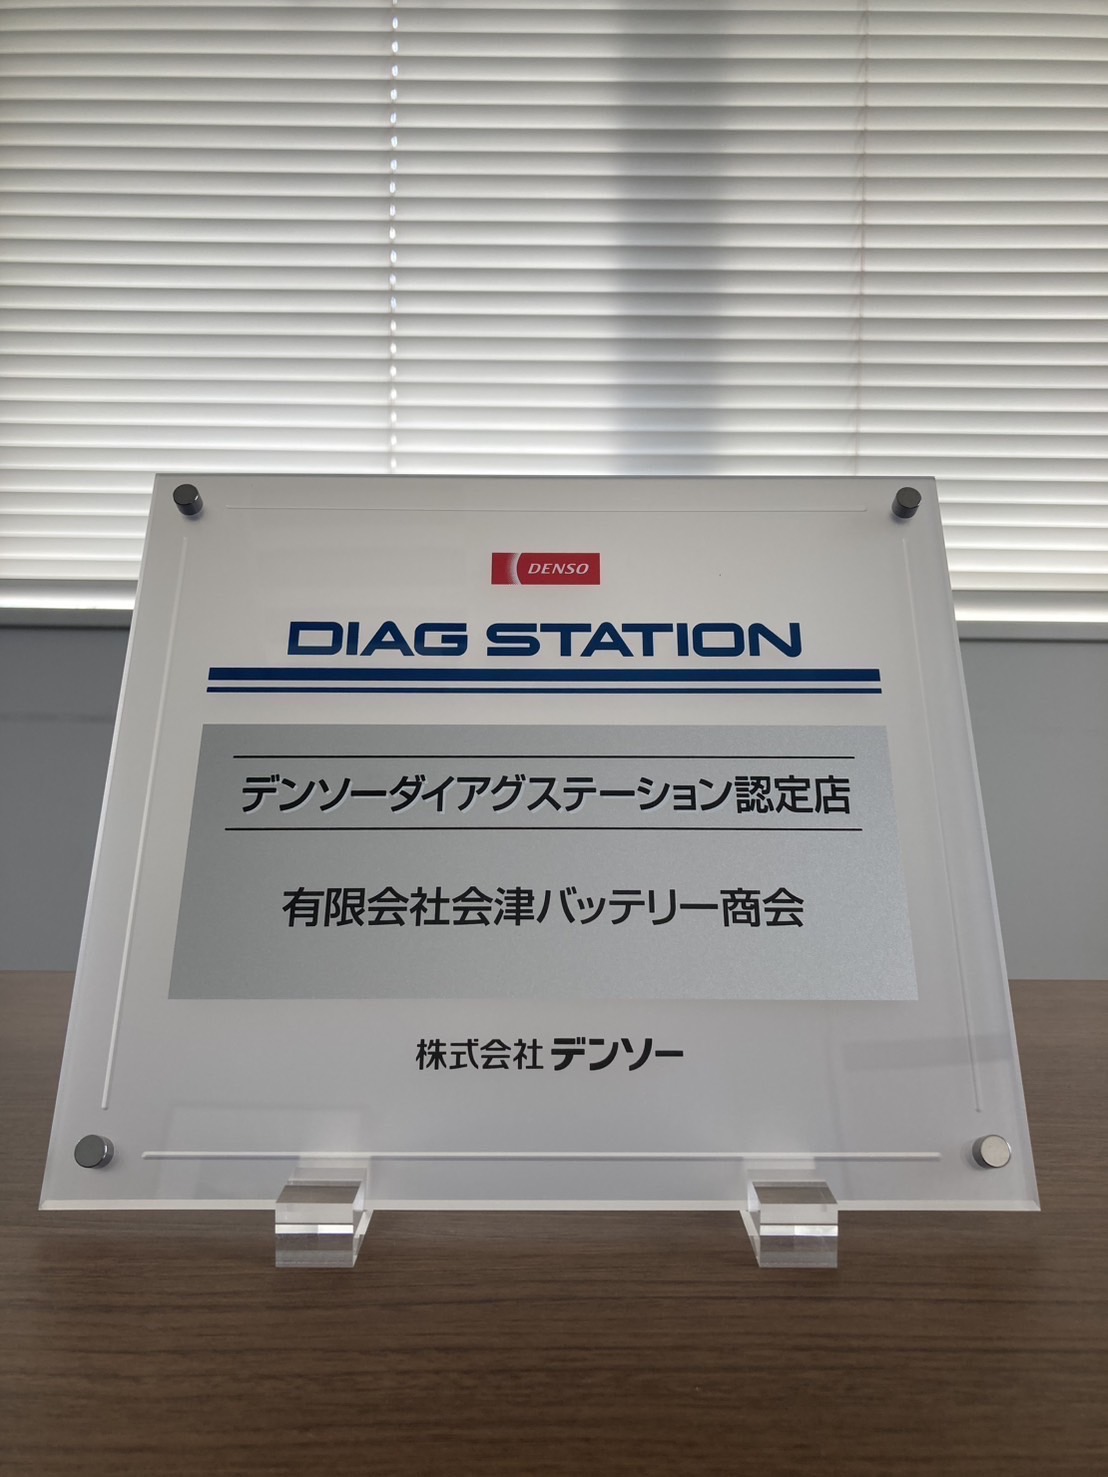 DENSO
DIAG STATION
デンソーダイアグステーション認定店
有限会社会津バッテリー商会
株式会社デンソー